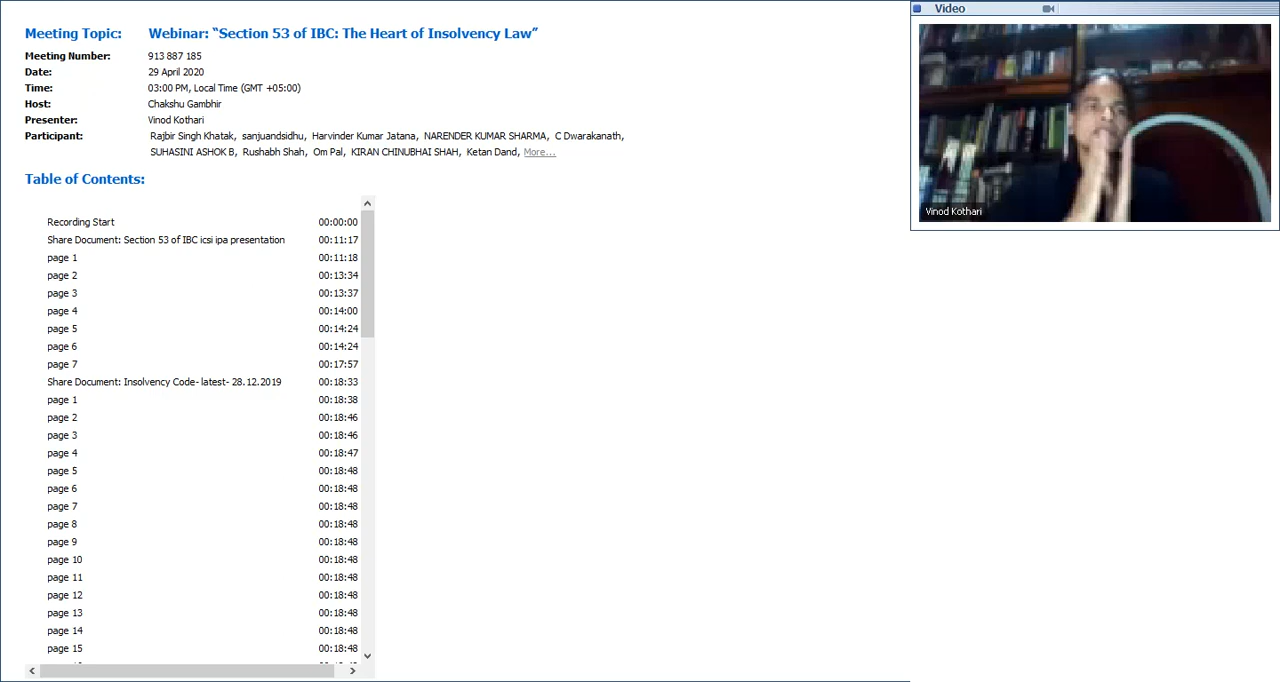 Meeting Topic: Webinar: “Section 53 of IBC: The Heart of Insolvency Law”
Meeting Number: 913 887 185
Date: 29 April 2020
Time: 03:00 PM, Local Time (GMT +05:00)
Host: Chakshu Gambhir
Presenter: Vinod Kothari
Participant: Rajbir Singh Khatak, sanjuandsidhu, Harvinder Kumar Jatana, NARENDER KUMAR SHARMA, C Dwarakanath,
SUHASINI ASHOK B, Rushabh Shah, Om Pal, KIRAN CHINUBHAI SHAH, Ketan Dand, More...
Table of Contents:
Recording Start 00:00:00
Share Document: Section 53 of IBC icsi ipa presentation 00:11:17
page 1 00:11:18
page 2 00:13:34
page 3 00:13:37
page 4 00:14:00
page 5 00:14:24
page 6 00:14:24
page 7 00:17:57
Share Document: Insolvency Code- latest- 28.12.2019 00:18:33
page 1 00:18:38
page 2 00:18:46
page 3 00:18:46
page 4 00:18:47
page 5 00:18:48
page 6 00:18:48
page 7 00:18:48
page 8 00:18:48
page 9 00:18:48
page 10 00:18:48
page 11 00:18:48
page 12 00:18:48
page 13 00:18:48
page 14 00:18:48
page 15 00:18:48
Video
Vinod Kothari